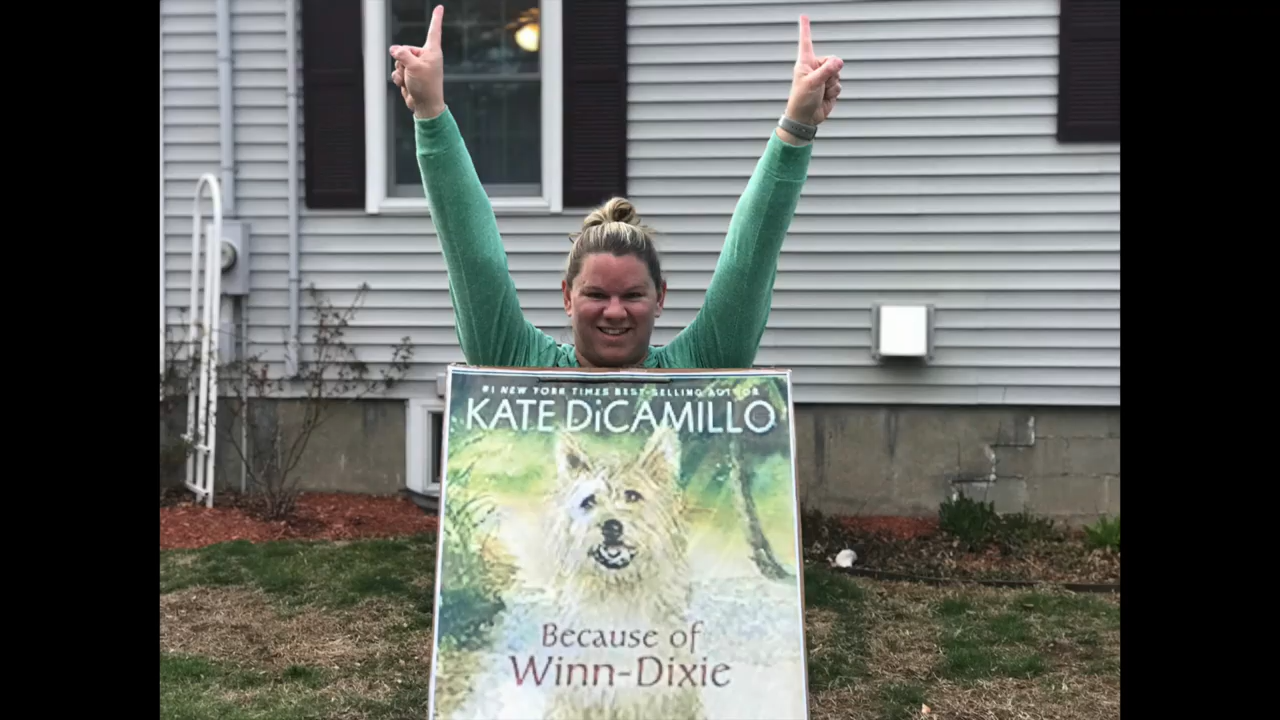 #1 NEW YORK TIMES BEST-SELLING AUTHOR
KATE DiCAMILLO
Because of
Winn-Dixie